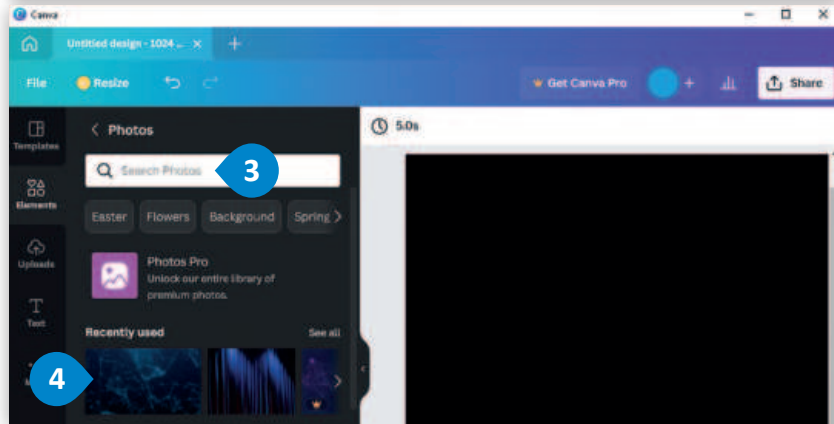 Canva
Untitled design - 1024 ...
File
Resize
Get Canva Pro
Share
Templates
Elements
Uploads
Text
Photos
Search Photos
3
Easter
Flowers
Background
Spring
Photos Pro
Unlock our entire library of
premium photos.
Recently used
See all
4
5.0s